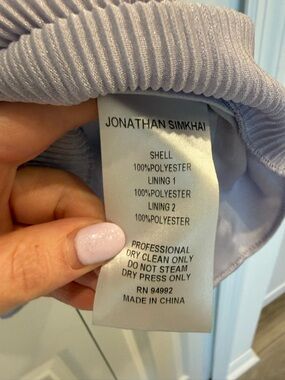 JONATHAN SIMKHAI
SHELL
100%POLYESTER
LINING 1
100%POLYESTER
LINING 2
100%POLYESTER
PROFESSIONAL
DRY CLEAN ONLY
DO NOT STEAM
DRY PRESS ONLY
RN 94992
MADE IN CHINA